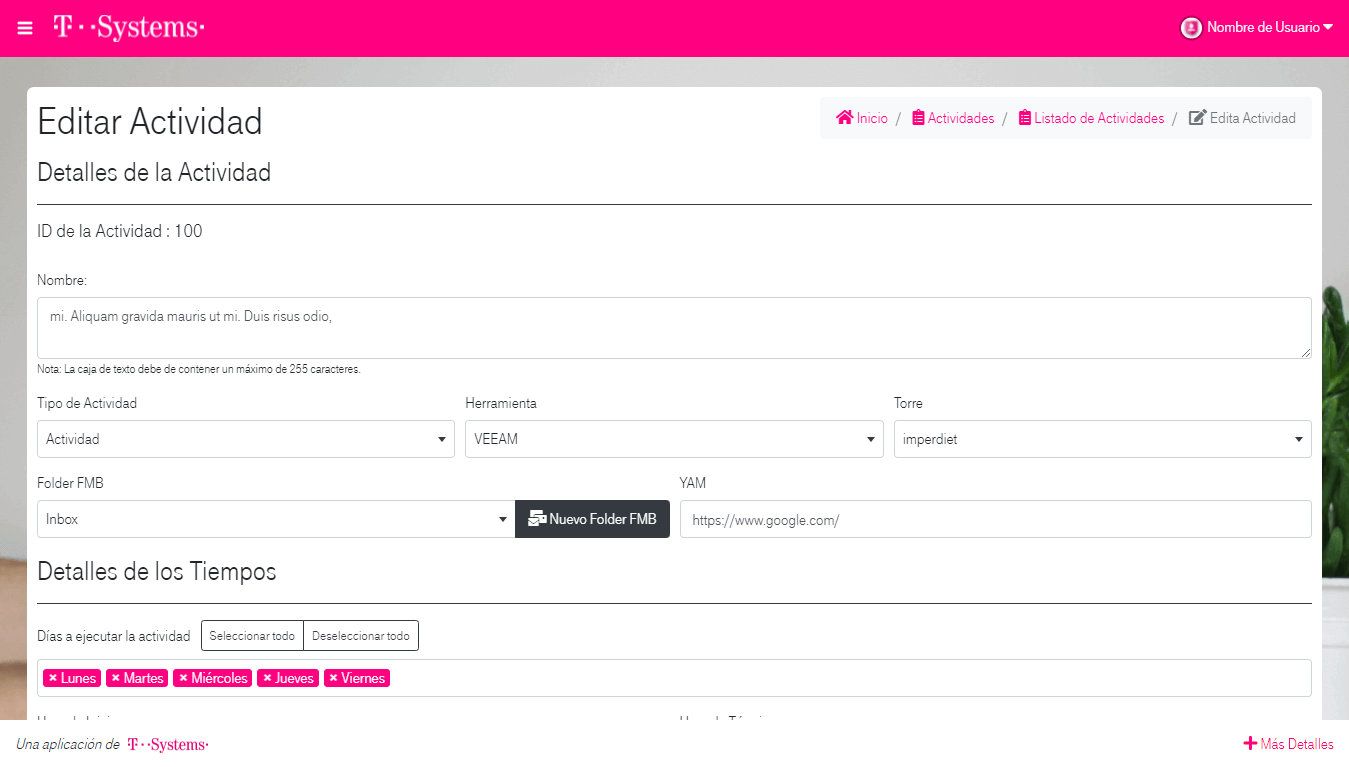 T··Systems·
Nombre de Usuario
Editar Actividad
Inicio / Actividades / Listado de Actividades / Edita Actividad
Detalles de la Actividad
ID de la Actividad : 100
Nombre:
mi. Aliquam gravida mauris ut mi. Duis risus odio,
Nota: La caja de texto debe de contener un máximo de 255 caracteres.
Tipo de Actividad Herramienta Torre
Actividad VEEAM imperdiet
Folder FMB YAM
Inbox Nuevo Folder FMB https://www.google.com/
Detalles de los Tiempos
Días a ejecutar la actividad Seleccionar todo Deseleccionar todo
× Lunes × Martes × Miércoles × Jueves × Viernes
Una aplicación de T··Systems· Más Detalles